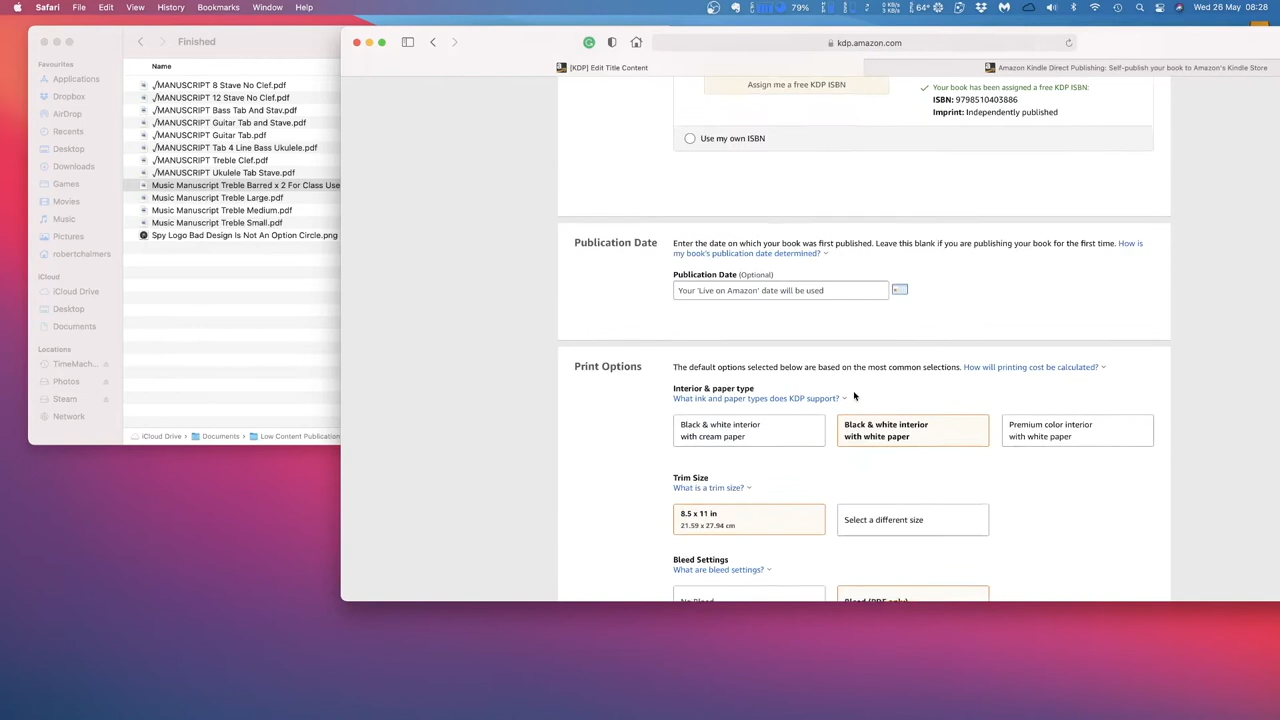 Safari File Edit View History Bookmarks Window Help
79%
Wed 26 May 08:28
Finished
Favourites
Applications
Dropbox
AirDrop
Recents
Desktop
Downloads
Games
Movies
Music
Pictures
robertchalmers
iCloud
iCloud Drive
Desktop
Documents
Locations
TimeMach...
Photos
Steam
Network
Name
√MANUSCRIPT 8 Stave No Clef.pdf
√MANUSCRIPT 12 Stave No Clef.pdf
√MANUSCRIPT Bass Tab And Stav.pdf
√MANUSCRIPT Guitar Tab and Stave.pdf
√MANUSCRIPT Guitar Tab.pdf
√MANUSCRIPT Tab 4 Line Bass Ukulele.pdf
√MANUSCRIPT Treble Clef.pdf
√MANUSCRIPT Ukulele Tab Stave.pdf
Music Manuscript Treble Barred x 2 For Class Use
Music Manuscript Treble Large.pdf
Music Manuscript Treble Medium.pdf
Music Manuscript Treble Small.pdf
Spy Logo Bad Design Is Not An Option Circle.png
iCloud Drive Documents Low Content Publication
kdp.amazon.com
[KDP] Edit Title Content
Amazon Kindle Direct Publishing: Self-publish your book to Amazon's Kindle Store
Assign me a free KDP ISBN
Your book has been assigned a free KDP ISBN:
ISBN: 9798510403886
Imprint: Independently published
Use my own ISBN
Publication Date
Enter the date on which your book was first published. Leave this blank if you are publishing your book for the first time. How is
my book's publication date determined?
Publication Date (Optional)
Your 'Live on Amazon' date will be used
Print Options
The default options selected below are based on the most common selections. How will printing cost be calculated?
Interior & paper type
What ink and paper types does KDP support?
Black & white interior
with cream paper
Black & white interior
with white paper
Premium color interior
with white paper
Trim Size
What is a trim size?
8.5 x 11 in
21.59 x 27.94 cm
Select a different size
Bleed Settings
What are bleed settings?
No Bleed
Bleed (PDF only)